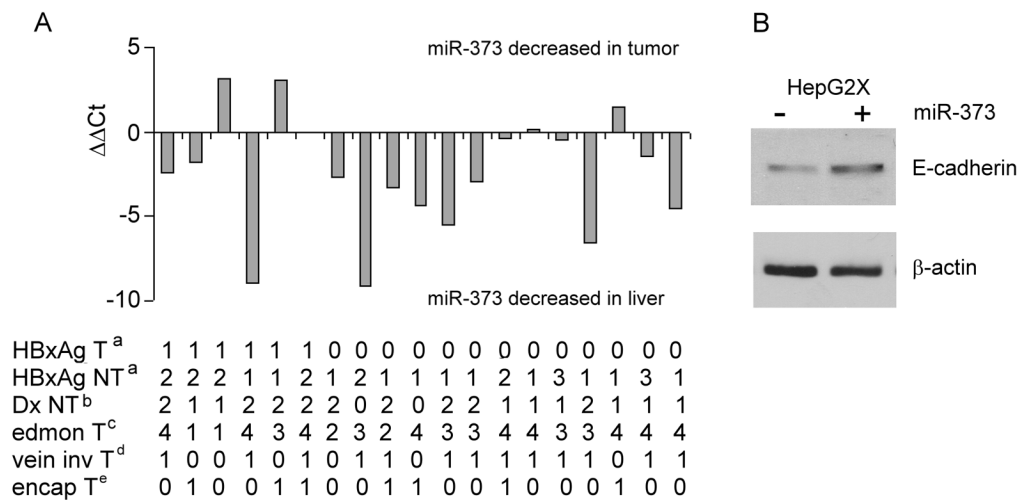 A
5
0
-5
-10
ΔΔCt
miR-373 decreased in tumor
miR-373 decreased in liver
HBxAg T a 1 1 1 1 1 1 0 0 0 0 0 0 0 0 0 0 0 0 0
HBxAg NT a 2 2 2 1 1 2 1 2 1 1 1 1 2 1 3 1 1 3 1
Dx NT b 2 1 1 2 2 2 2 0 2 0 2 2 1 1 1 2 1 1 1
edmon T c 4 1 1 4 3 4 2 3 2 4 3 3 4 4 3 3 4 4 4
vein inv T d 1 0 0 1 0 1 0 1 1 0 1 1 1 1 1 1 0 1 1
encap T e 0 1 0 0 1 1 0 0 1 1 0 0 1 0 0 0 1 0 0
B
HepG2X
- + miR-373
E-cadherin
β-actin